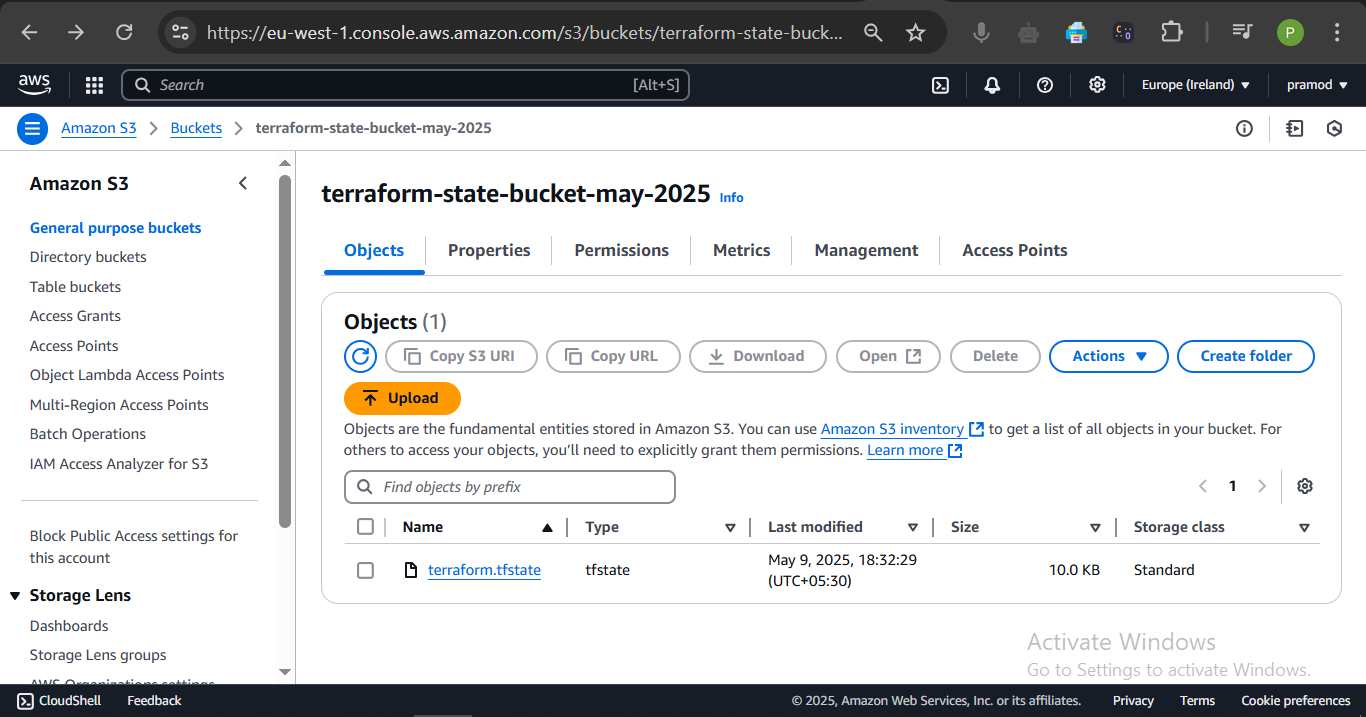 https://eu-west-1.console.aws.amazon.com/s3/buckets/terraform-state-buck...
P
aws
Search
[Alt+S]
Europe (Ireland)
pramod
Amazon S3
Buckets
terraform-state-bucket-may-2025
Amazon S3
General purpose buckets
Directory buckets
Table buckets
Access Grants
Access Points
Object Lambda Access Points
Multi-Region Access Points
Batch Operations
IAM Access Analyzer for S3
Block Public Access settings for
this account
Storage Lens
Dashboards
Storage Lens groups
AWS Organizations settings
terraform-state-bucket-may-2025 Info
Objects
Properties
Permissions
Metrics
Management
Access Points
Objects (1)
Copy S3 URI
Copy URL
Download
Open
Delete
Actions
Create folder
Upload
Objects are the fundamental entities stored in Amazon S3. You can use Amazon S3 inventory to get a list of all objects in your bucket. For
others to access your objects, you'll need to explicitly grant them permissions. Learn more
Find objects by prefix
1
Name Type Last modified Size Storage class
terraform.tfstate tfstate May 9, 2025, 18:32:29 10.0 KB Standard
(UTC+05:30)
Activate Windows
Go to Settings to activate Windows.
CloudShell Feedback © 2025, Amazon Web Services, Inc. or its affiliates. Privacy Terms Cookie preferences